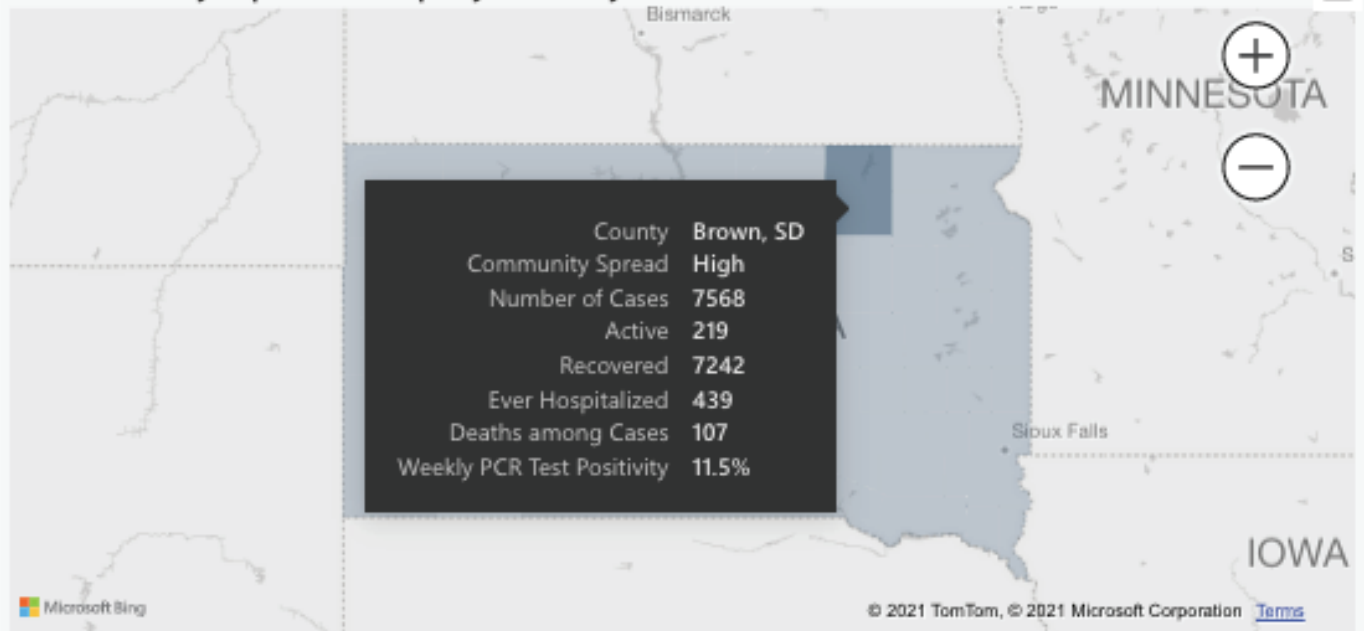 Bismarck
MINNESOTA
County Brown, SD
Community Spread High
Number of Cases 7568
Active 219
Recovered 7242
Ever Hospitalized 439
Deaths among Cases 107
Weekly PCR Test Positivity 11.5%
A
Sioux Falls
S
L
IOWA
Microsoft Bing
© 2021 TomTom, © 2021 Microsoft Corporation Terms